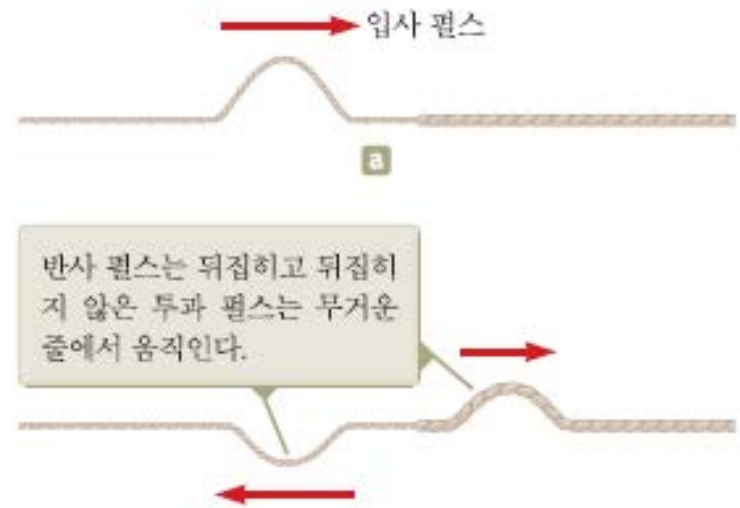 입사 펄스
a
반사 펄스는 뒤집히고 뒤집히
지 않은 투과 펄스는 무거운
줄에서 움직인다.